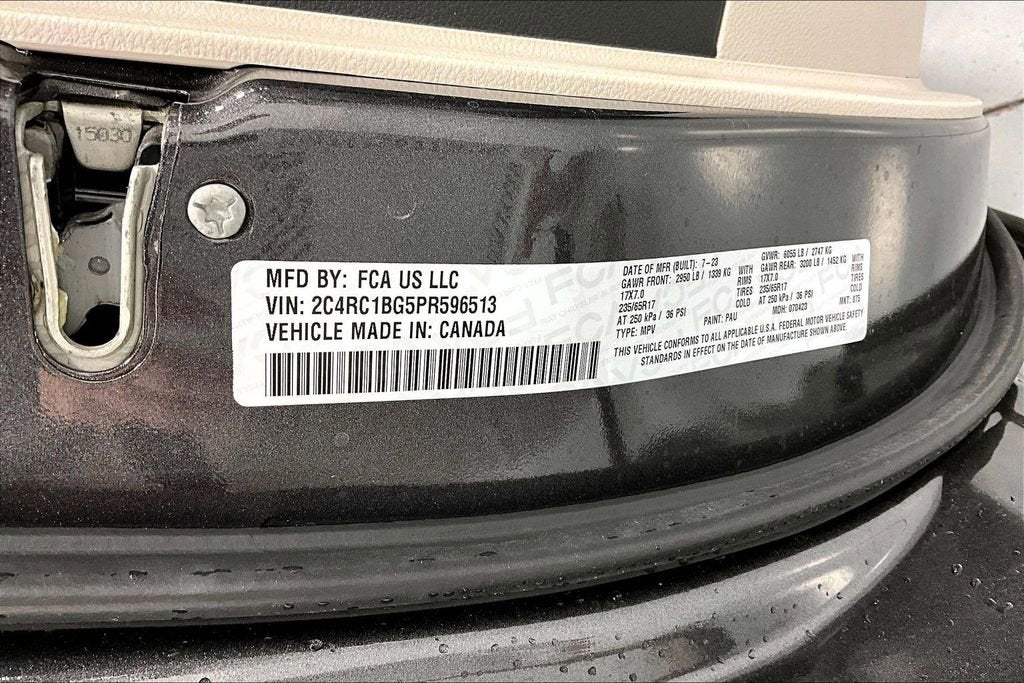 15030
MFD BY: FCA US LLC
VIN: 2C4RC1BG5PR596513
VEHICLE MADE IN: CANADA
DATE OF MFR (BUILT): 7-23 GVWR: 6055 LB / 2747 KG
GAWR FRONT: 2950 LB / 1339 KG WITH GAWR REAR: 3200 LB / 1452 KG WITH
17X7.0 RIMS 17X7.0 RIMS
235/65R17 TIRES 235/65R17 TIRES
AT 250 kPa / 36 PSI COLD AT 250 kPa / 36 PSI COLD
TYPE: MPV PAINT: PAU MDH: 070423 MKT: 875
THIS VEHICLE CONFORMS TO ALL APPLICABLE U.S.A. FEDERAL MOTOR VEHICLE SAFETY
STANDARDS IN EFFECT ON THE DATE OF MANUFACTURE SHOWN ABOVE.